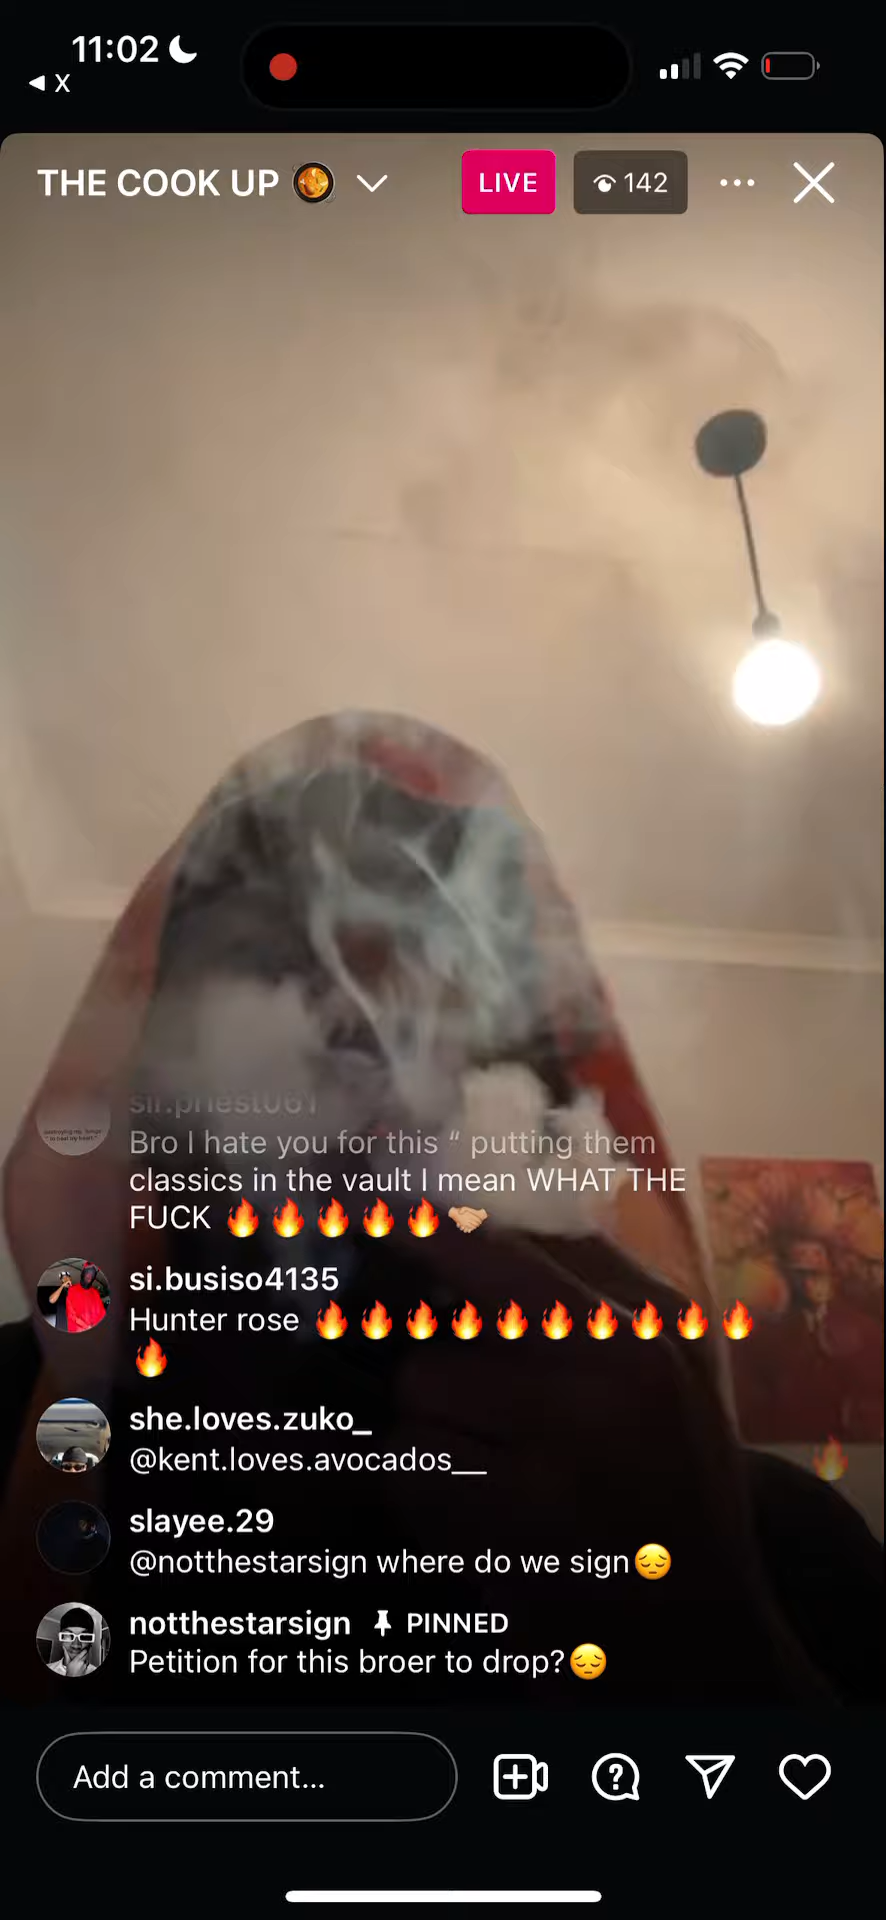 11:02
X
THE COOK UP
LIVE
142
sir.priest061
Bro I hate you for this “ putting them
classics in the vault I mean WHAT THE
FUCK 🔥🔥🔥🔥🔥🤝🏼
si.busiso4135
Hunter rose 🔥🔥🔥🔥🔥🔥🔥🔥🔥🔥
🔥
she.loves.zuko_
@kent.loves.avocados__
slayee.29
@notthestarsign where do we sign😔
notthestarsign PINNED
Petition for this broer to drop?😔
Add a comment...